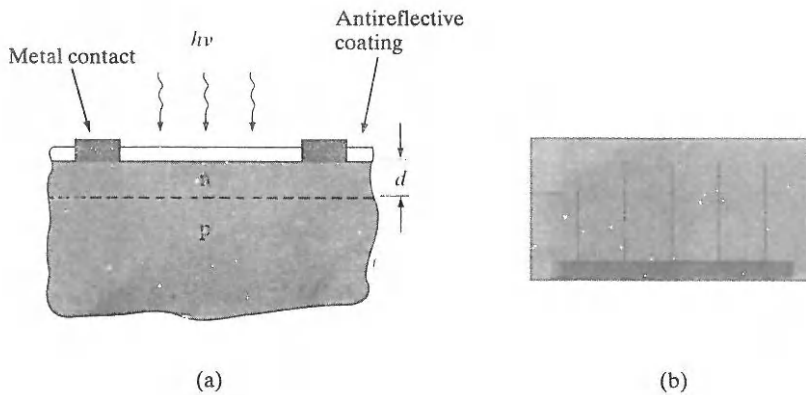 Antireflective
coating
hν
Metal contact
n
d
p
(a)
(b)